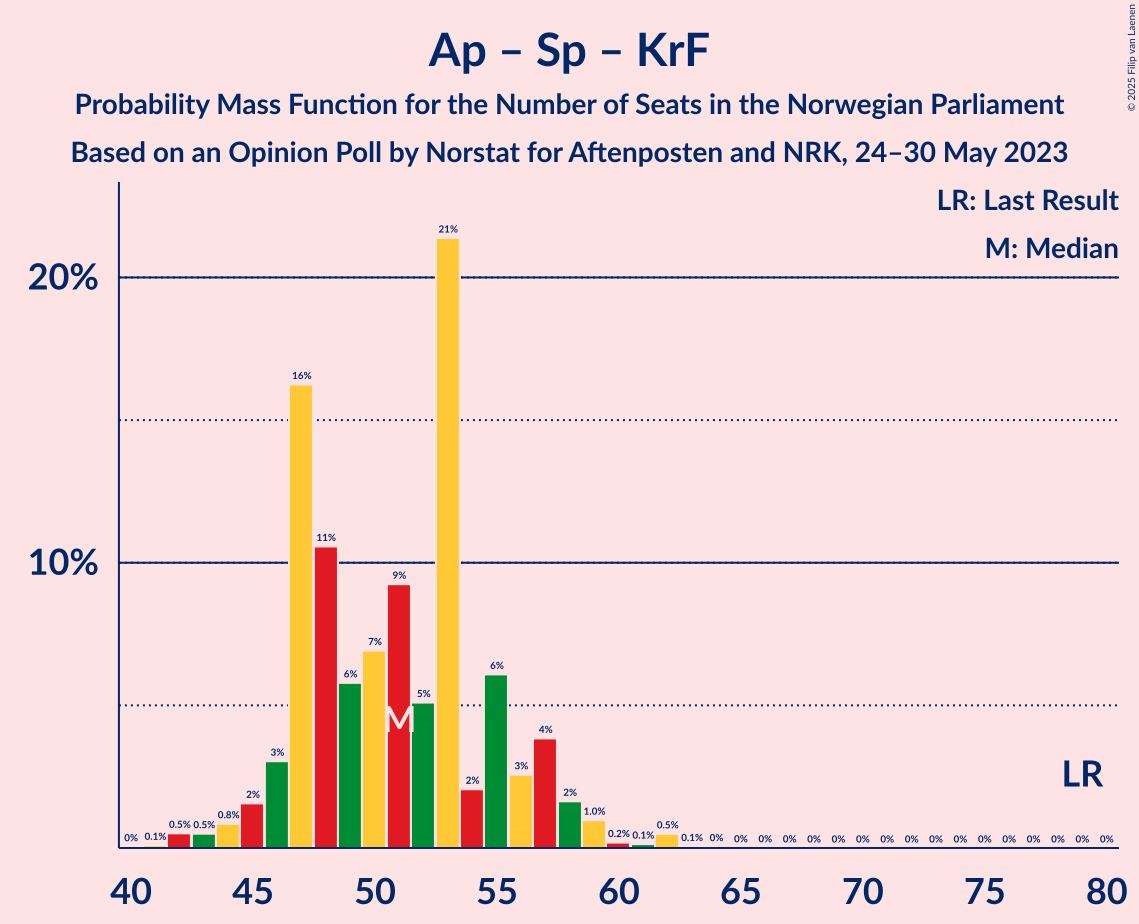 Ap – Sp – KrF
Probability Mass Function for the Number of Seats in the Norwegian Parliament
Based on an Opinion Poll by Norstat for Aftenposten and NRK, 24–30 May 2023
© 2025 Filip van Laenen
LR: Last Result
M: Median
20%
10%
0% 0.1% 0.5% 0.5% 0.8% 2% 3% 16% 11% 6% 7% 9% 5% 21% 2% 6% 3% 4% 2% 1.0% 0.2% 0.1% 0.5% 0.1% 0% 0% 0% 0% 0% 0% 0% 0% 0% 0% 0% 0% 0% 0% 0% 0% 0%
M
LR
40 45 50 55 60 65 70 75 80